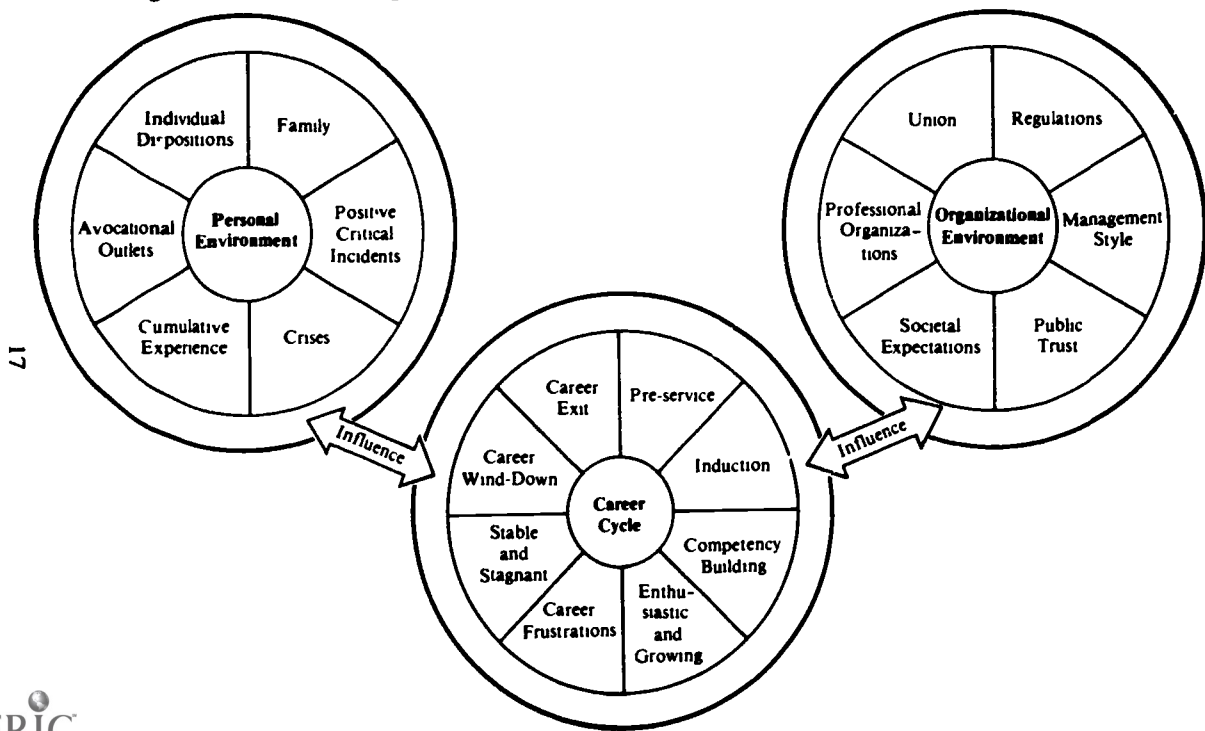 Individual
Dispositions
Family
Avocational
Outlets
Personal
Environment
Positive
Critical
Incidents
Cumulative
Experience
Crises
Union
Regulations
Professional
Organiza-
tions
Organizational
Environment
Management
Style
Societal
Expectations
Public
Trust
Influence
Influence
Career
Exit
Pre-service
Career
Wind-Down
Induction
Career
Cycle
Stable
and
Stagnant
Competency
Building
Career
Frustrations
Enthu-
siastic
and
Growing
17
ERIC